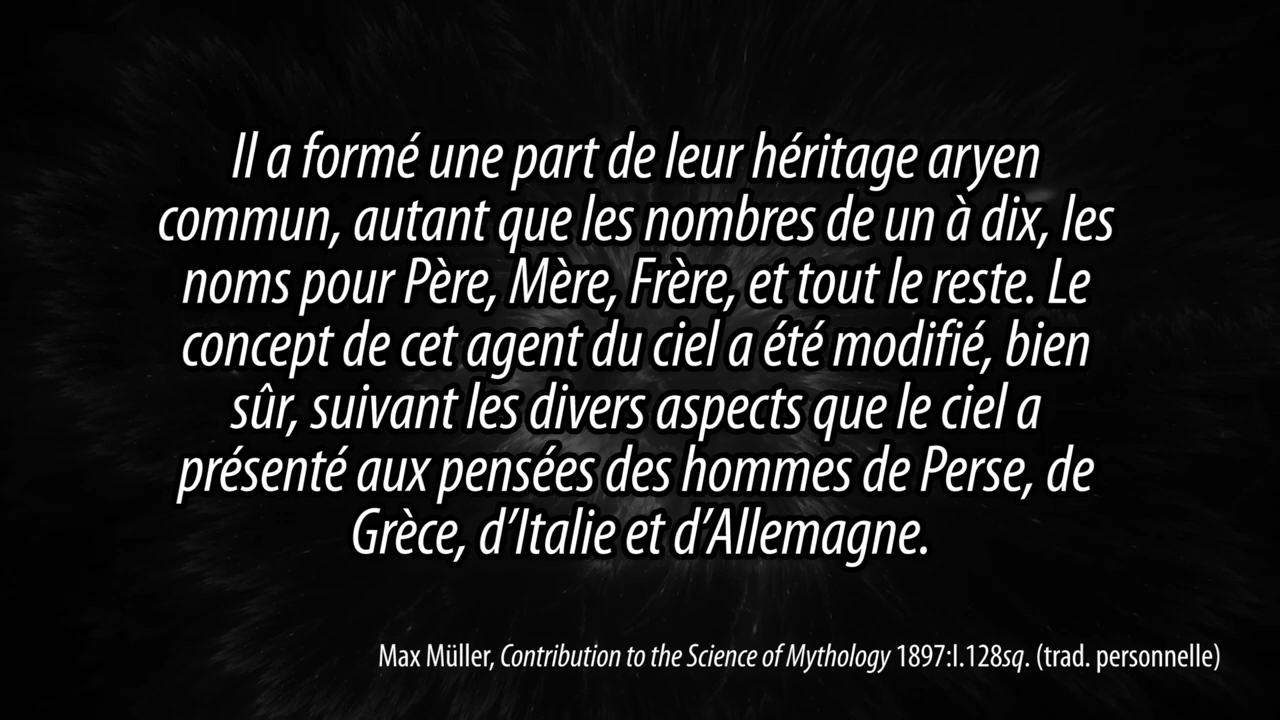 Il a formé une part de leur héritage aryen
commun, autant que les nombres de un à dix, les
noms pour Père, Mère, Frère, et tout le reste. Le
concept de cet agent du ciel a été modifié, bien
sûr, suivant les divers aspects que le ciel a
présenté aux pensées des hommes de Perse, de
Grèce, d’Italie et d’Allemagne.
Max Müller, Contribution to the Science of Mythology 1897:I.128sq. (trad. personnelle)